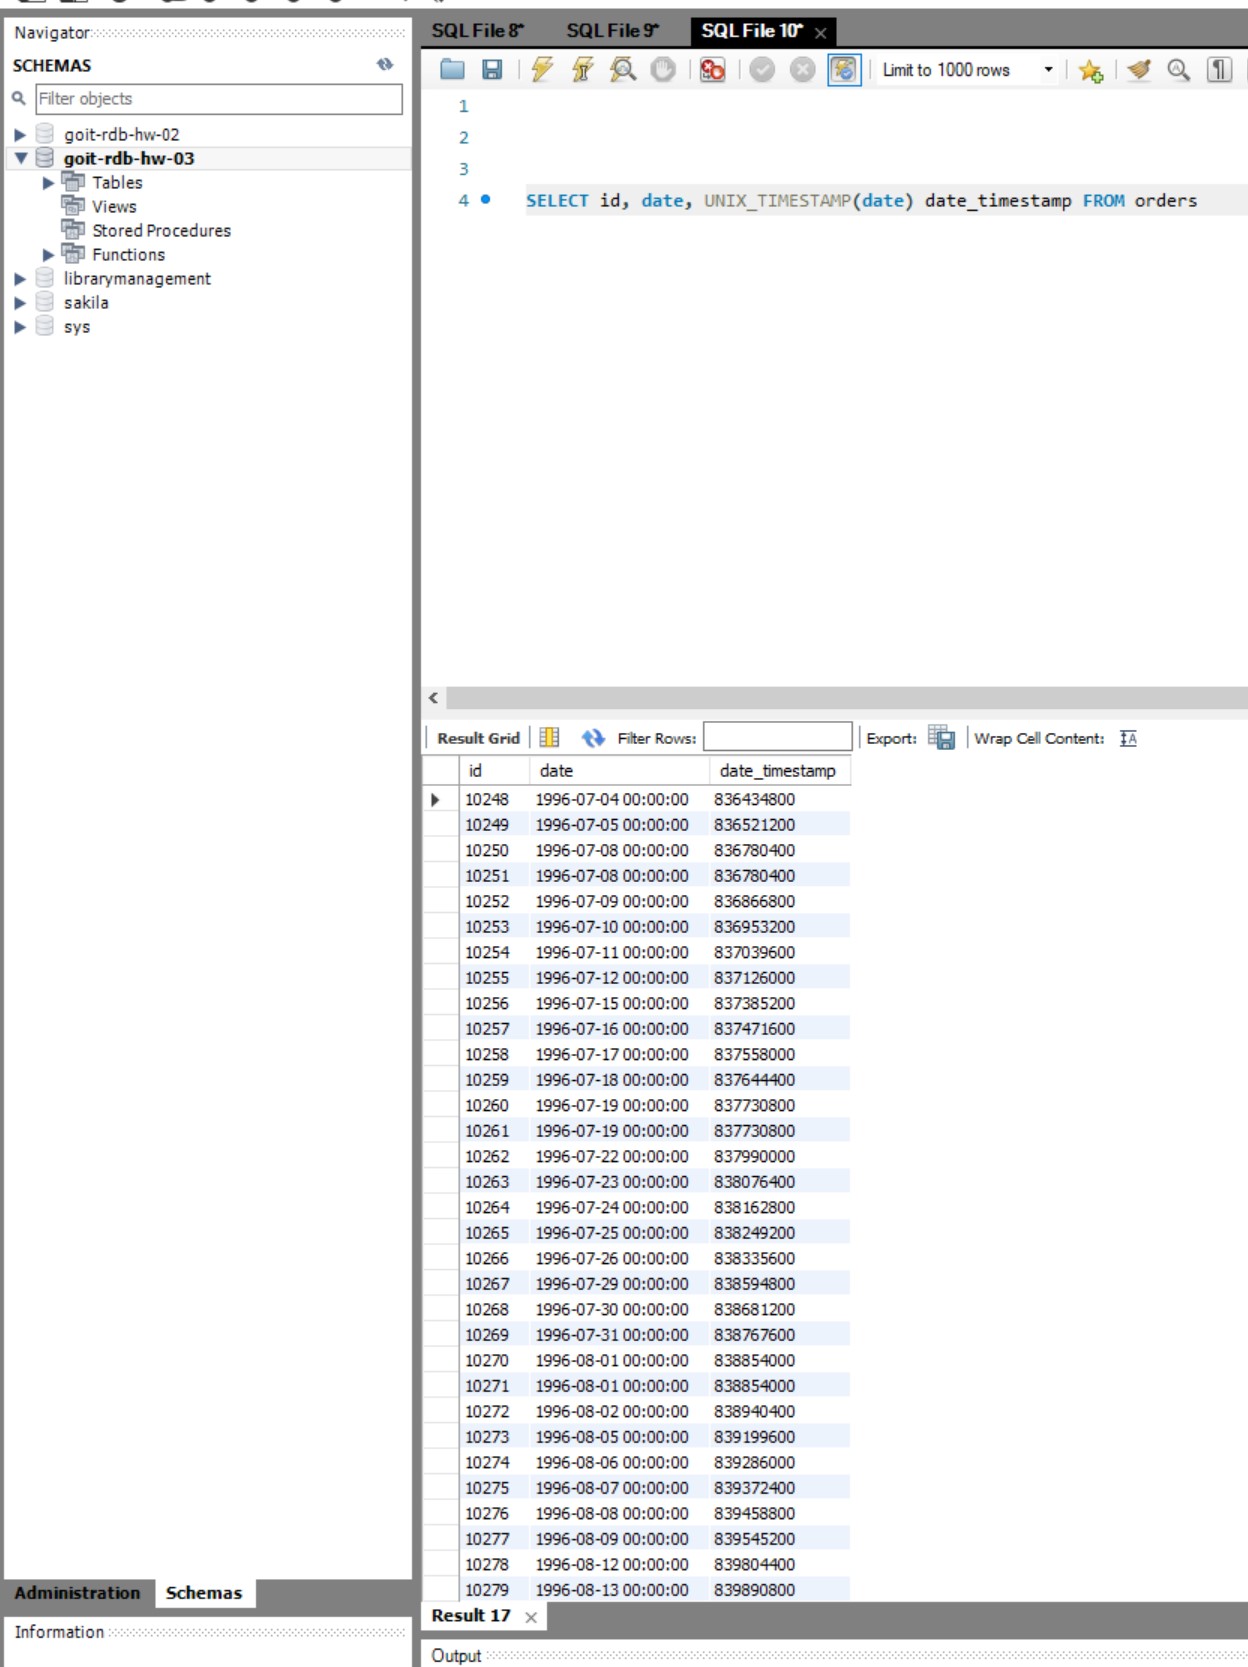 SQL File 8* SQL File 9* SQL File 10*
Navigator
SCHEMAS
Limit to 1000 rows
Filter objects
goit-rdb-hw-02
goit-rdb-hw-03
Tables
Views
Stored Procedures
Functions
librarymanagement
sakila
sys
1
2
3
4 SELECT id, date, UNIX_TIMESTAMP(date) date_timestamp FROM orders
Result Grid Filter Rows: Export: Wrap Cell Content:
id date date_timestamp
10248 1996-07-04 00:00:00 836434800
10249 1996-07-05 00:00:00 836521200
10250 1996-07-08 00:00:00 836780400
10251 1996-07-08 00:00:00 836780400
10252 1996-07-09 00:00:00 836866800
10253 1996-07-10 00:00:00 836953200
10254 1996-07-11 00:00:00 837039600
10255 1996-07-12 00:00:00 837126000
10256 1996-07-15 00:00:00 837385200
10257 1996-07-16 00:00:00 837471600
10258 1996-07-17 00:00:00 837558000
10259 1996-07-18 00:00:00 837644400
10260 1996-07-19 00:00:00 837730800
10261 1996-07-19 00:00:00 837730800
10262 1996-07-22 00:00:00 837990000
10263 1996-07-23 00:00:00 838076400
10264 1996-07-24 00:00:00 838162800
10265 1996-07-25 00:00:00 838249200
10266 1996-07-26 00:00:00 838335600
10267 1996-07-29 00:00:00 838594800
10268 1996-07-30 00:00:00 838681200
10269 1996-07-31 00:00:00 838767600
10270 1996-08-01 00:00:00 838854000
10271 1996-08-01 00:00:00 838854000
10272 1996-08-02 00:00:00 838940400
10273 1996-08-05 00:00:00 839199600
10274 1996-08-06 00:00:00 839286000
10275 1996-08-07 00:00:00 839372400
10276 1996-08-08 00:00:00 839458800
10277 1996-08-09 00:00:00 839545200
10278 1996-08-12 00:00:00 839804400
10279 1996-08-13 00:00:00 839890800
Administration Schemas
Result 17
Information
Output